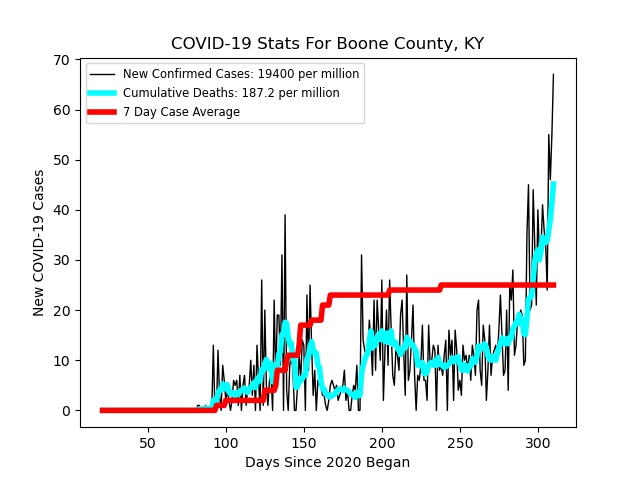 COVID-19 Stats For Boone County, KY
New Confirmed Cases: 19400 per million
Cumulative Deaths: 187.2 per million
7 Day Case Average
New COVID-19 Cases
70
60
50
40
30
20
10
0
50 100 150 200 250 300
Days Since 2020 Began